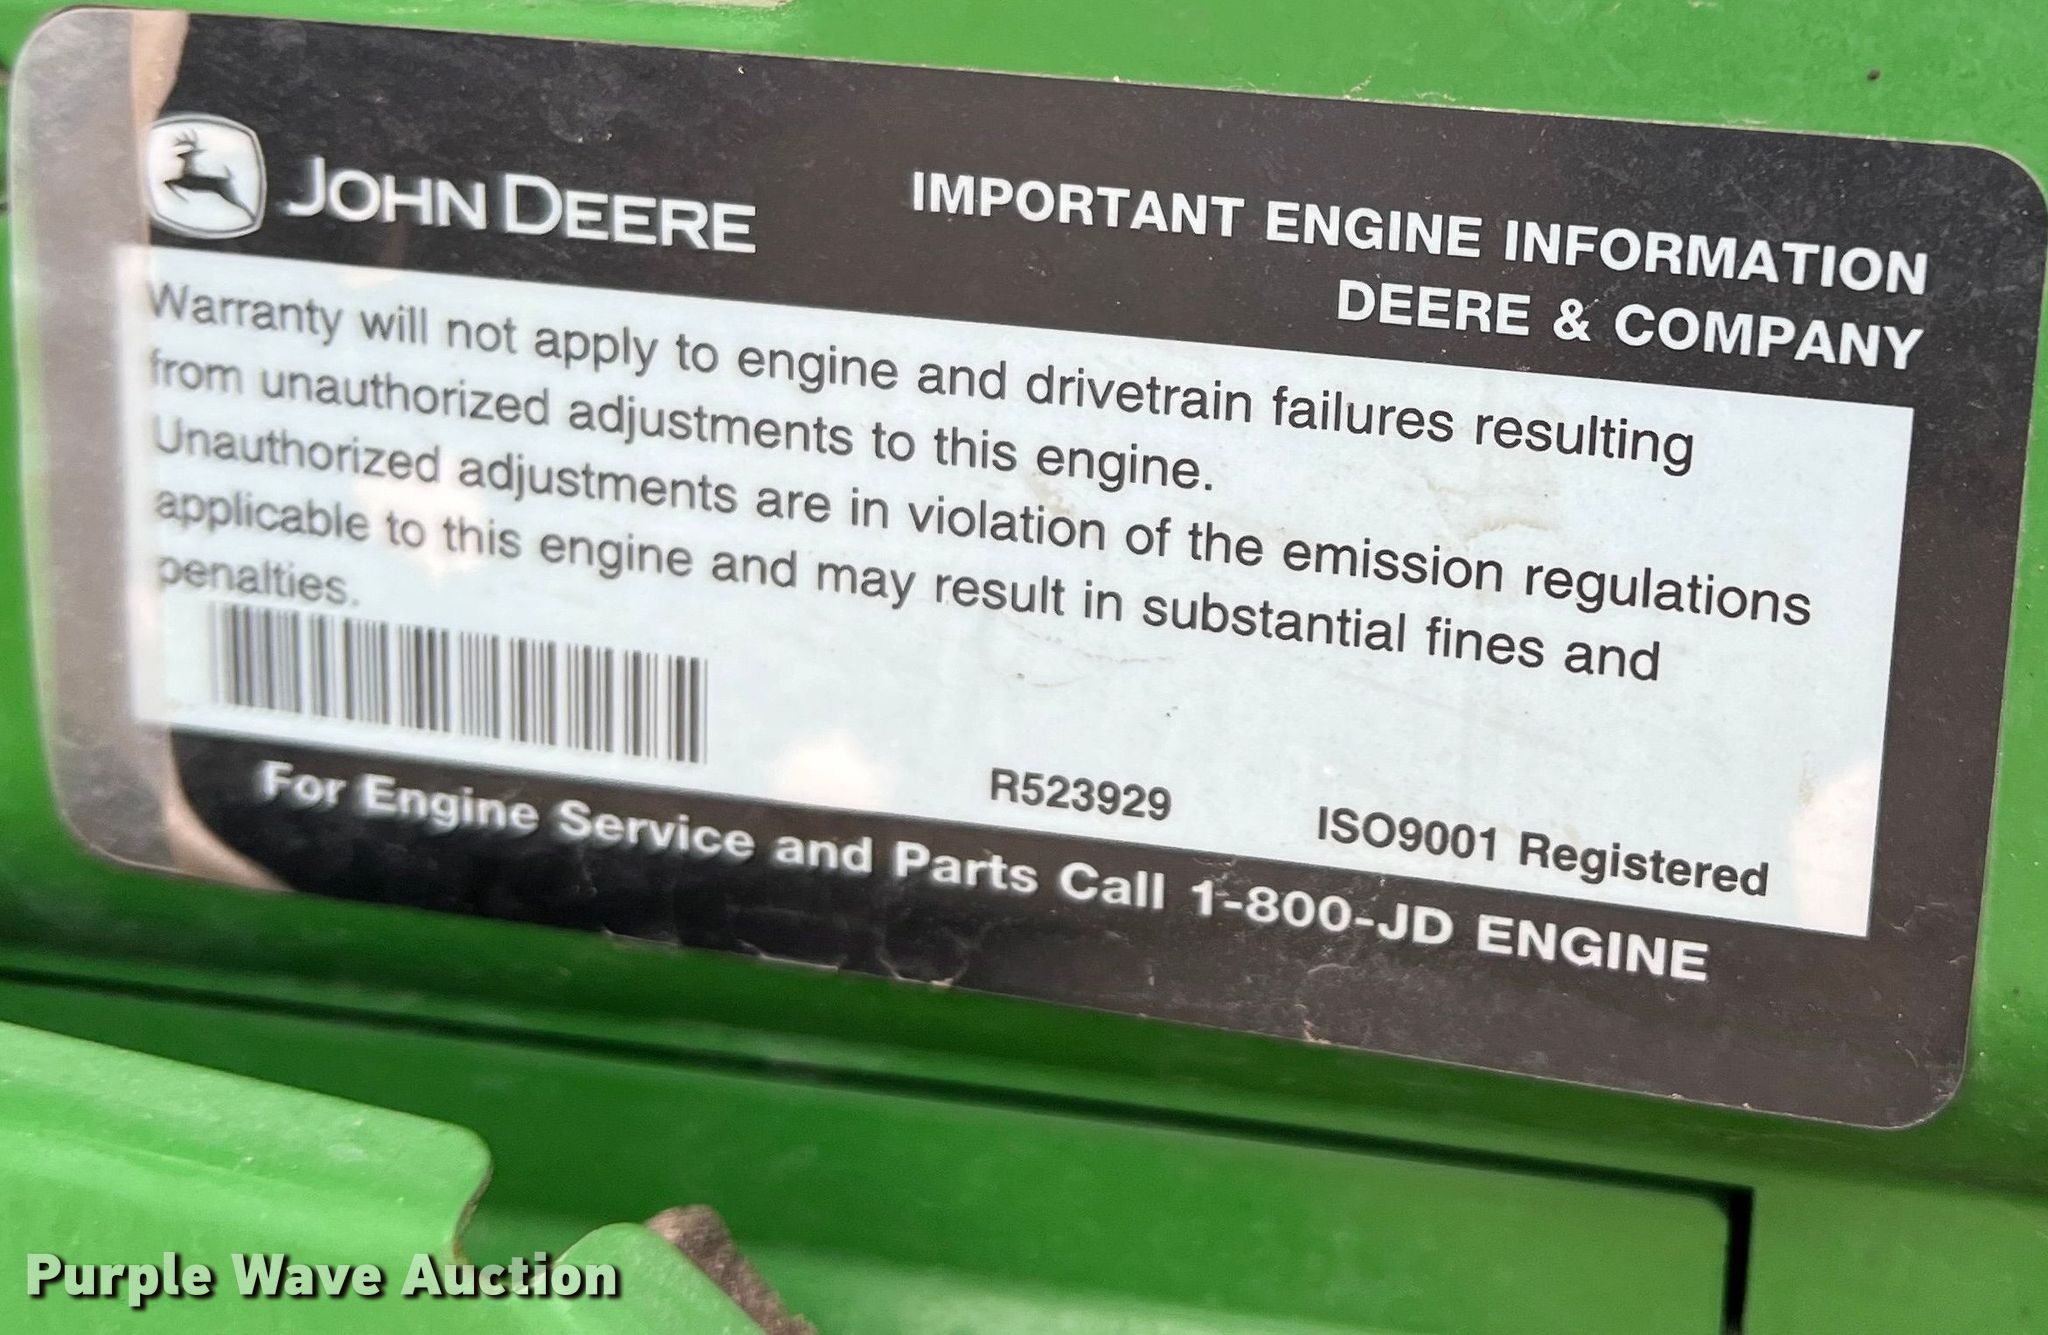 JOHN DEERE
IMPORTANT ENGINE INFORMATION
DEERE & COMPANY
Warranty will not apply to engine and drivetrain failures resulting
from unauthorized adjustments to this engine.
Unauthorized adjustments are in violation of the emission regulations
applicable to this engine and may result in substantial fines and
penalties.
R523929 ISO9001 Registered
For Engine Service and Parts Call 1-800-JD ENGINE
Purple Wave Auction